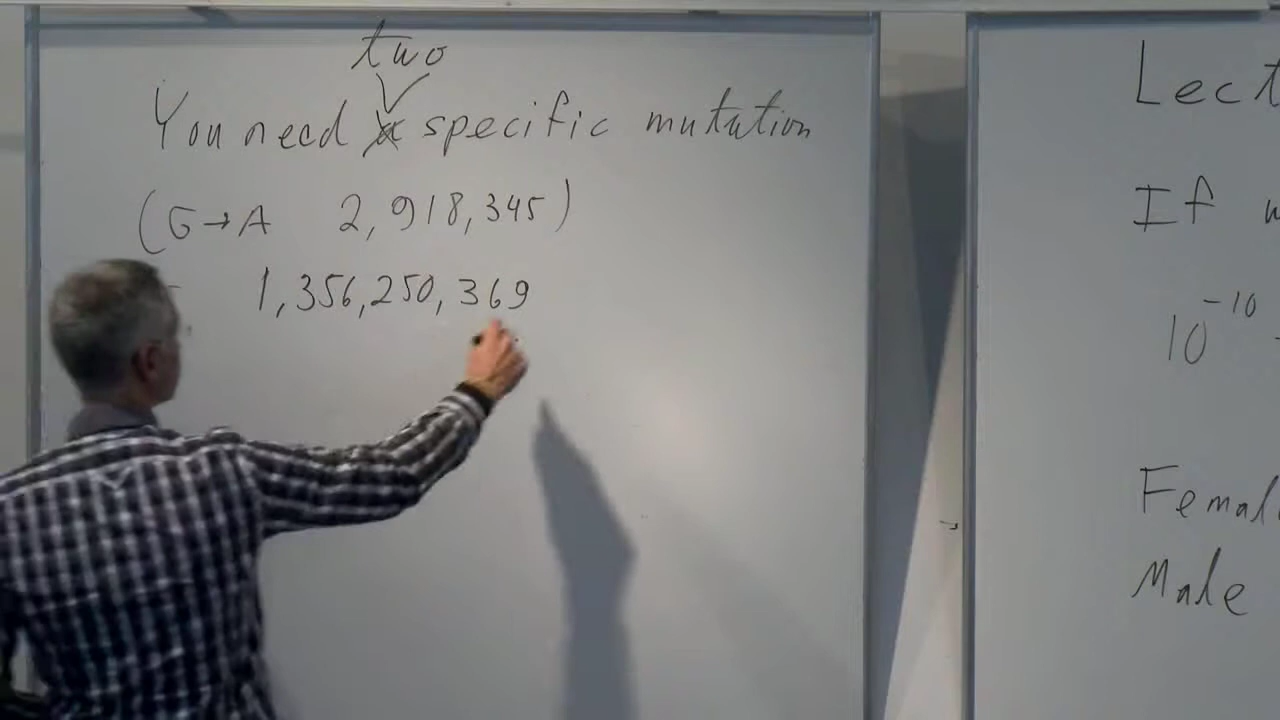 two
You need a specific mutation
(G→A 2,918,345)
1,356,250,369
Lect
If
10⁻¹⁰
Femal
Male